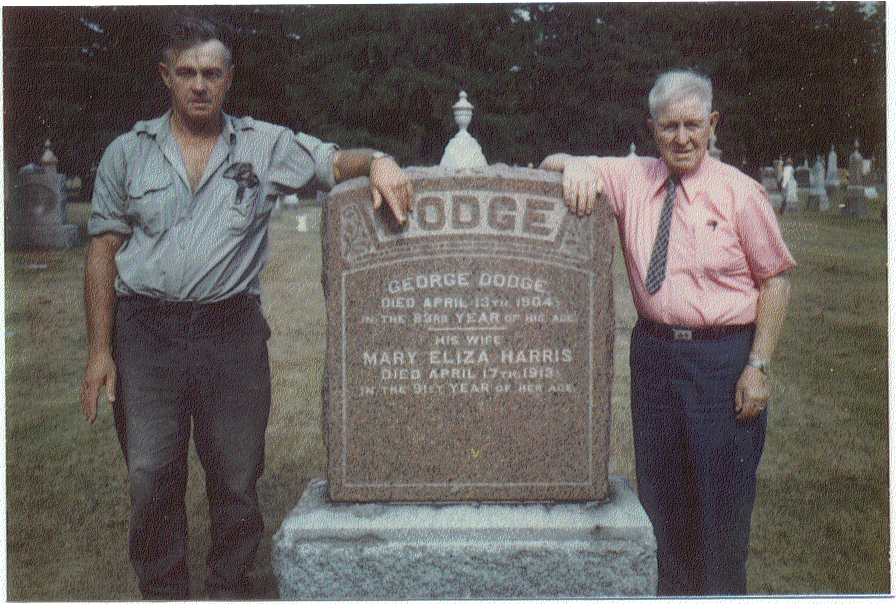 DODGE
GEORGE DODGE
DIED APRIL 13TH, 1904,
IN THE 83RD YEAR OF HIS AGE.
HIS WIFE
MARY ELIZA HARRIS
DIED APRIL 17TH, 1913,
IN THE 91ST YEAR OF HER AGE.